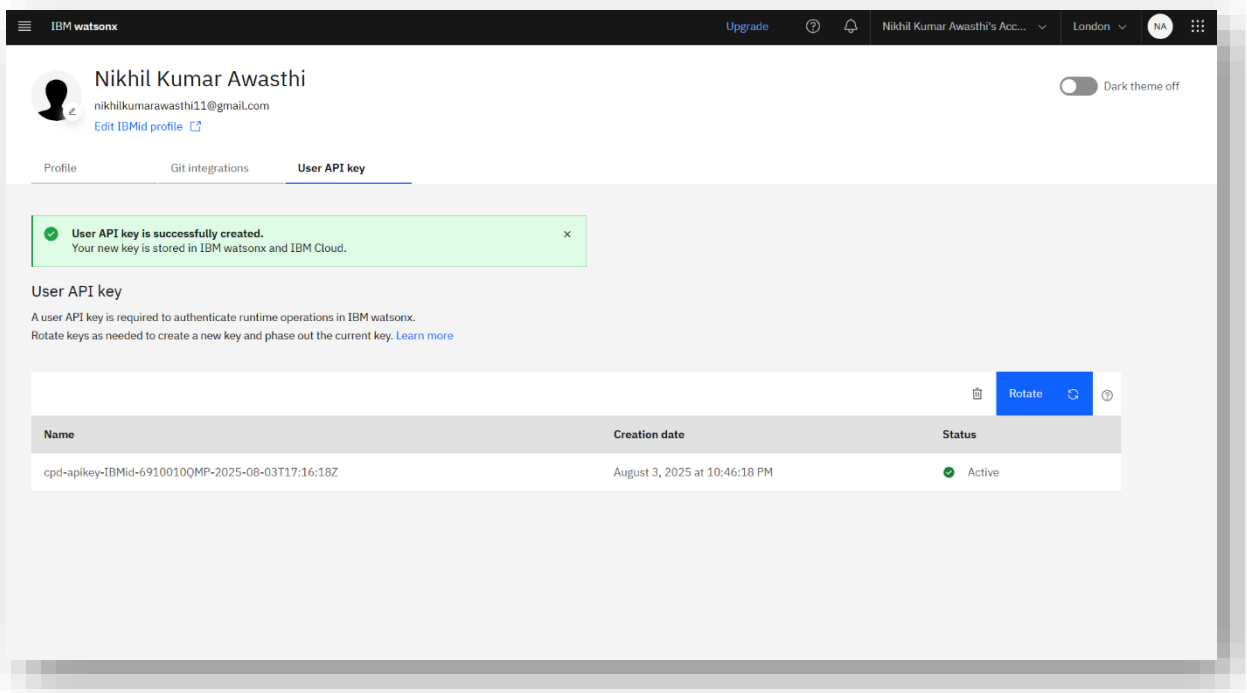 IBM watsonx
Upgrade
Nikhil Kumar Awasthi's Acc...
London
NA
Nikhil Kumar Awasthi
nikhilkumarawasthi11@gmail.com
Edit IBMid profile
Dark theme off
Profile
Git integrations
User API key
User API key is successfully created.
Your new key is stored in IBM watsonx and IBM Cloud.
User API key
A user API key is required to authenticate runtime operations in IBM watsonx.
Rotate keys as needed to create a new key and phase out the current key. Learn more
Rotate
Name Creation date Status
cpd-apikey-IBMid-6910010QMP-2025-08-03T17:16:18Z August 3, 2025 at 10:46:18 PM Active